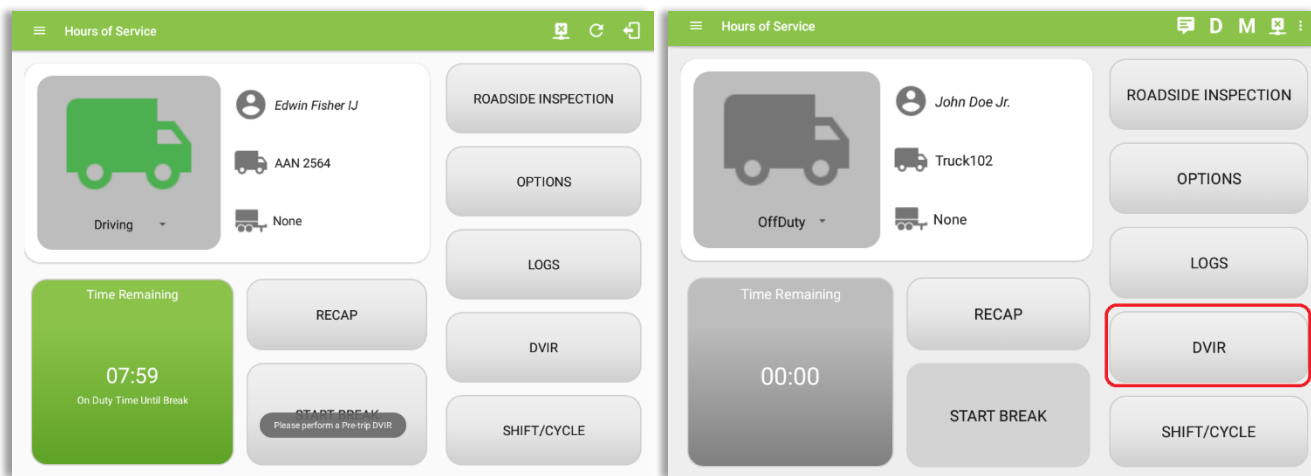 Hours of Service
Edwin Fisher IJ
AAN 2564
None
Driving
ROADSIDE INSPECTION
OPTIONS
LOGS
DVIR
SHIFT/CYCLE
Time Remaining
07:59
On Duty Time Until Break
RECAP
START BREAK
Please perform a Pre-trip DVIR
Hours of Service
D M
John Doe Jr.
Truck102
None
OffDuty
ROADSIDE INSPECTION
OPTIONS
LOGS
DVIR
SHIFT/CYCLE
Time Remaining
00:00
RECAP
START BREAK